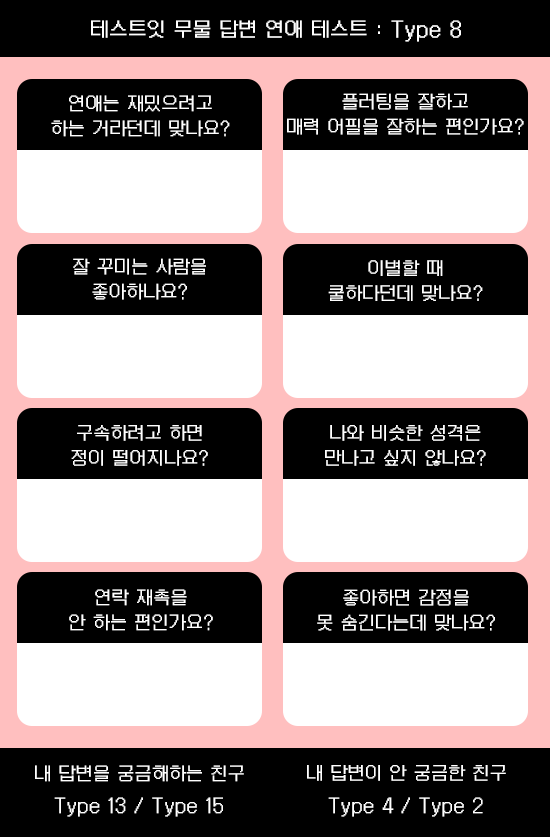 테스트잇 무물 답변 연애 테스트 : Type 8
연애는 재밌으려고
하는 거라던데 맞나요?
플러팅을 잘하고
매력 어필을 잘하는 편인가요?
잘 꾸미는 사람을
좋아하나요?
이별할 때
쿨하다던데 맞나요?
구속하려고 하면
정이 떨어지나요?
나와 비슷한 성격은
만나고 싶지 않나요?
연락 재촉을
안 하는 편인가요?
좋아하면 감정을
못 숨긴다는데 맞나요?
내 답변을 궁금해하는 친구
Type 13 / Type 15
내 답변이 안 궁금한 친구
Type 4 / Type 2